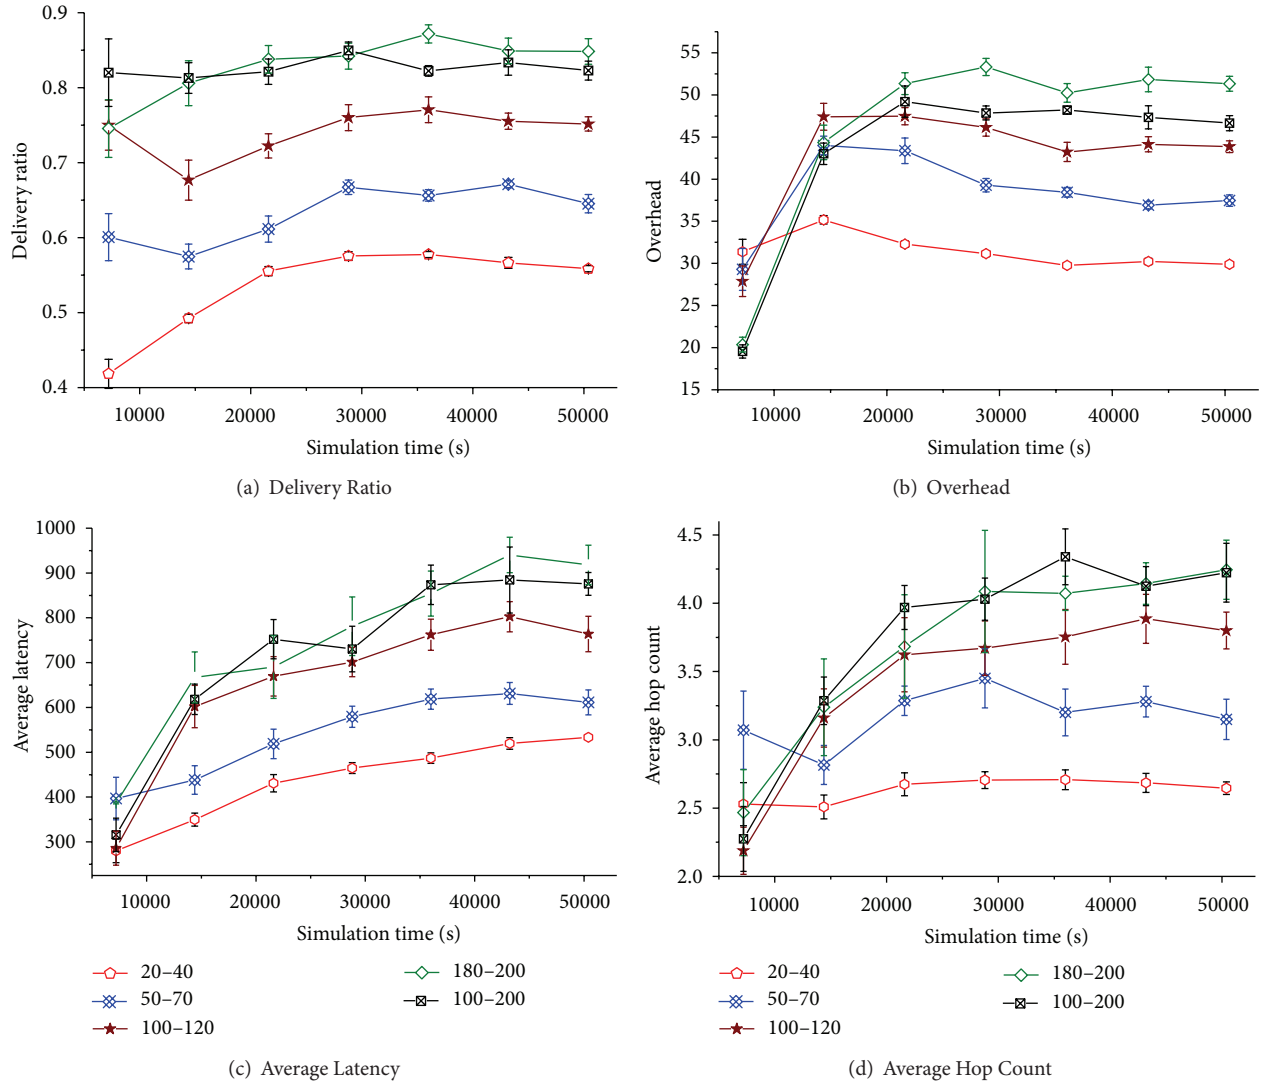 0.9
0.8
0.7
0.6
0.5
0.4
Delivery ratio
10000 20000 30000 40000 50000
Simulation time (s)
(a) Delivery Ratio
55
50
45
40
35
30
25
20
15
Overhead
10000 20000 30000 40000 50000
Simulation time (s)
(b) Overhead
1000
900
800
700
600
500
400
300
Average latency
10000 20000 30000 40000 50000
Simulation time (s)
20–40
50–70
100–120
180–200
100–200
(c) Average Latency
4.5
4.0
3.5
3.0
2.5
2.0
Average hop count
10000 20000 30000 40000 50000
Simulation time (s)
20–40
50–70
100–120
180–200
100–200
(d) Average Hop Count